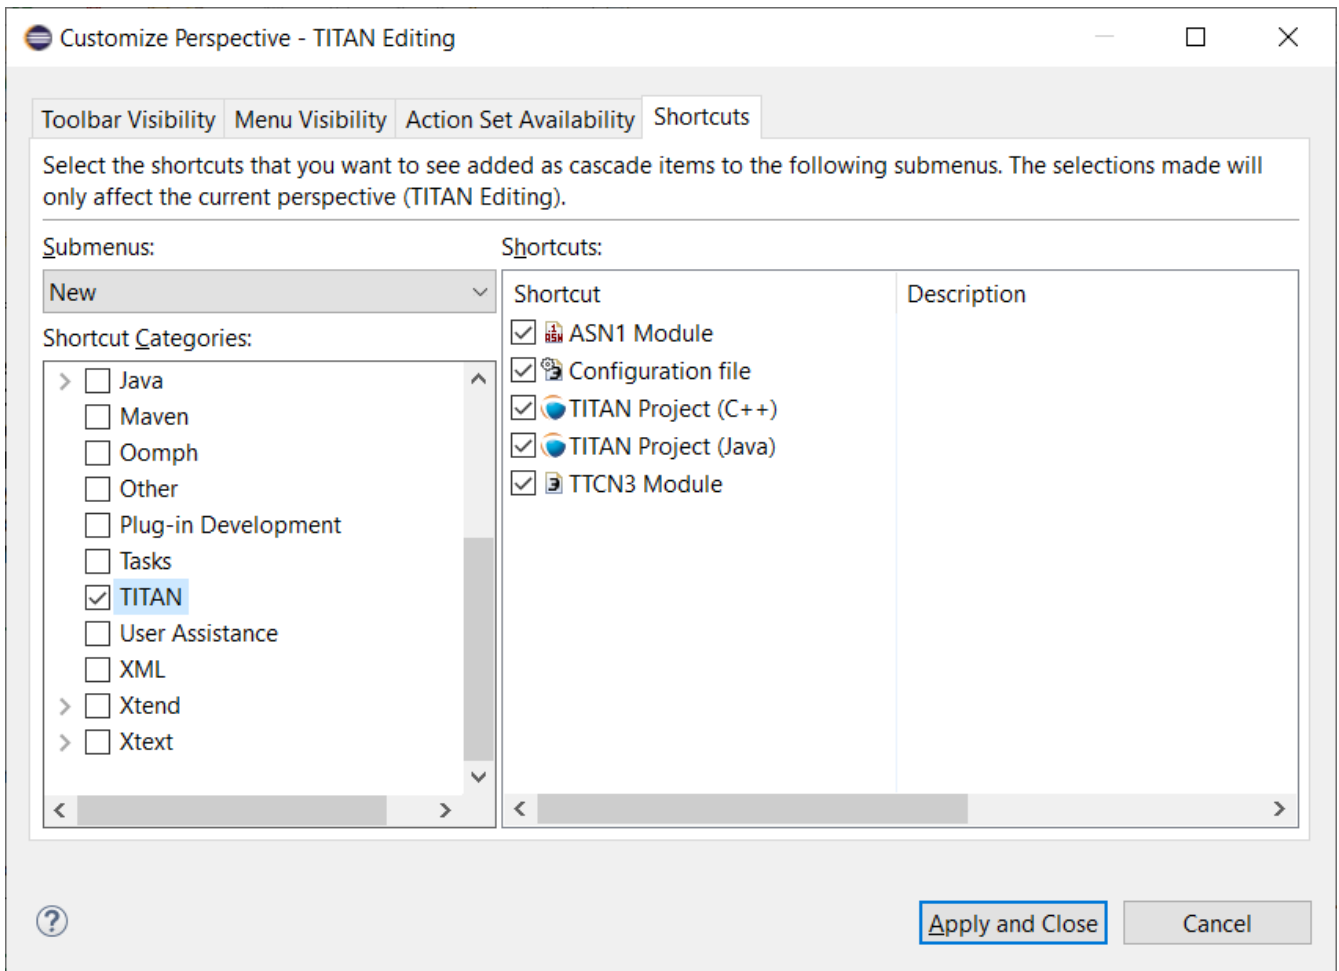 Customize Perspective - TITAN Editing
Toolbar Visibility
Menu Visibility
Action Set Availability
Shortcuts
Select the shortcuts that you want to see added as cascade items to the following submenus. The selections made will
only affect the current perspective (TITAN Editing).
Submenus:
New
Shortcut Categories:
Java
Maven
Oomph
Other
Plug-in Development
Tasks
TITAN
User Assistance
XML
Xtend
Xtext
Shortcuts:
Shortcut
Description
ASN1 Module
Configuration file
TITAN Project (C++)
TITAN Project (Java)
TTCN3 Module
?
Apply and Close
Cancel